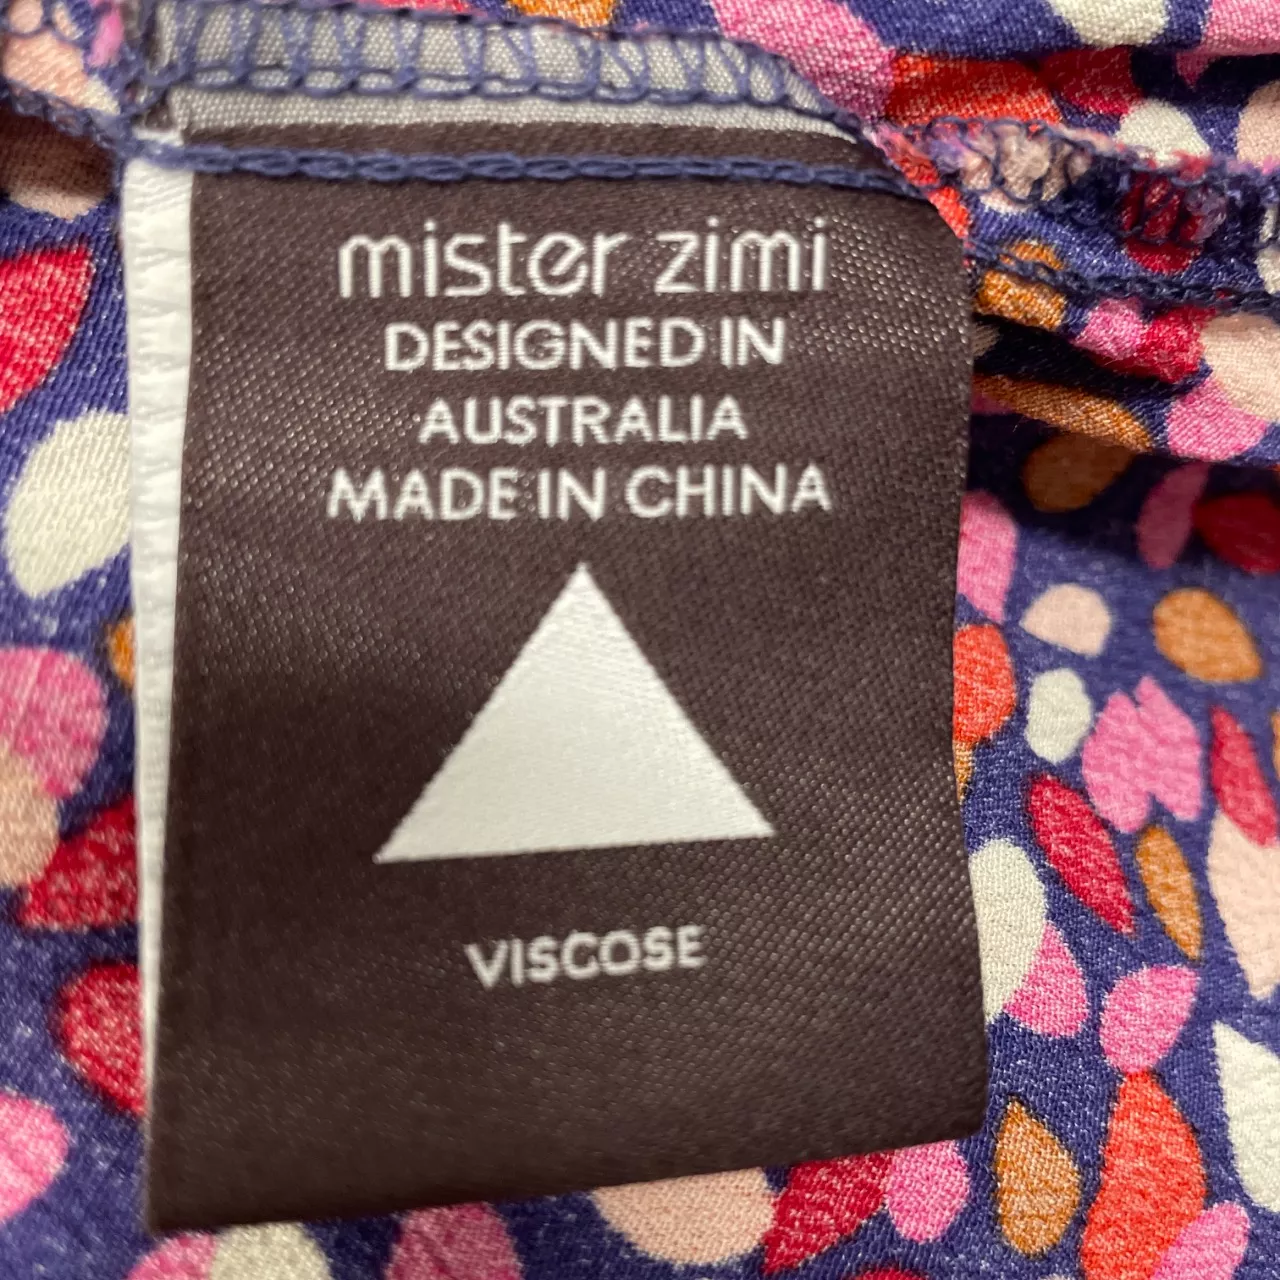 mister zimi
DESIGNED IN
AUSTRALIA
MADE IN CHINA
VISCOSE